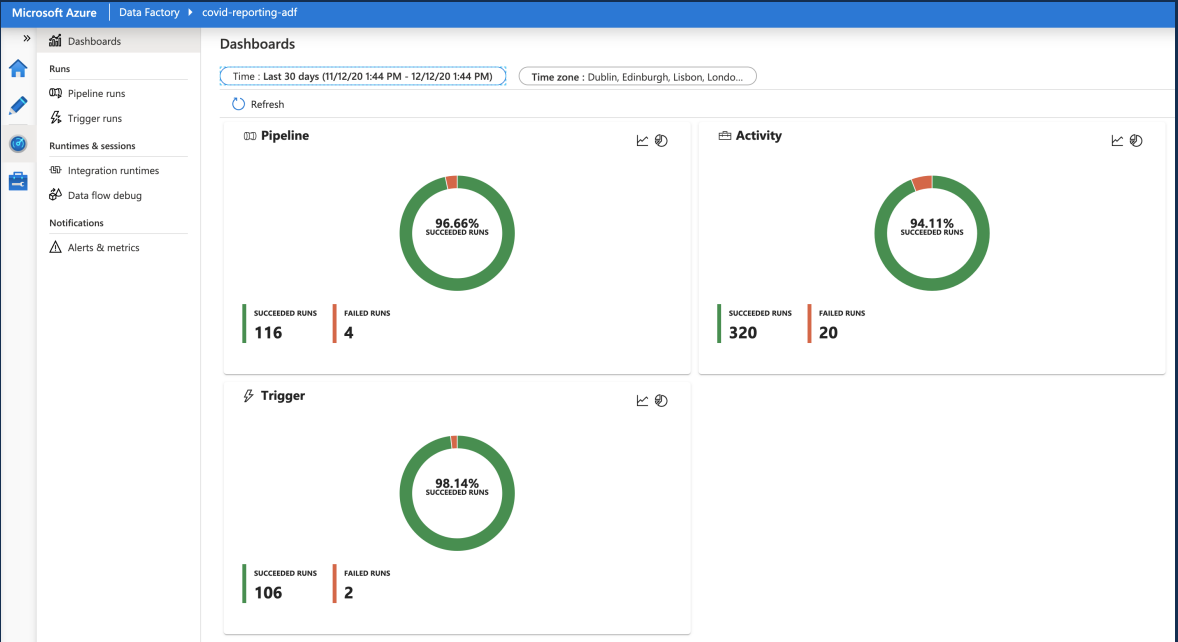 Microsoft Azure
Data Factory
covid-reporting-adf
»
Dashboards
Runs
Pipeline runs
Trigger runs
Runtimes & sessions
Integration runtimes
Data flow debug
Notifications
Alerts & metrics
Dashboards
Time : Last 30 days (11/12/20 1:44 PM - 12/12/20 1:44 PM)
Time zone : Dublin, Edinburgh, Lisbon, Londo...
Refresh
Pipeline
96.66%
SUCCEEDED RUNS
SUCCEEDED RUNS
116
FAILED RUNS
4
Activity
94.11%
SUCCEEDED RUNS
SUCCEEDED RUNS
320
FAILED RUNS
20
Trigger
98.14%
SUCCEEDED RUNS
SUCCEEDED RUNS
106
FAILED RUNS
2